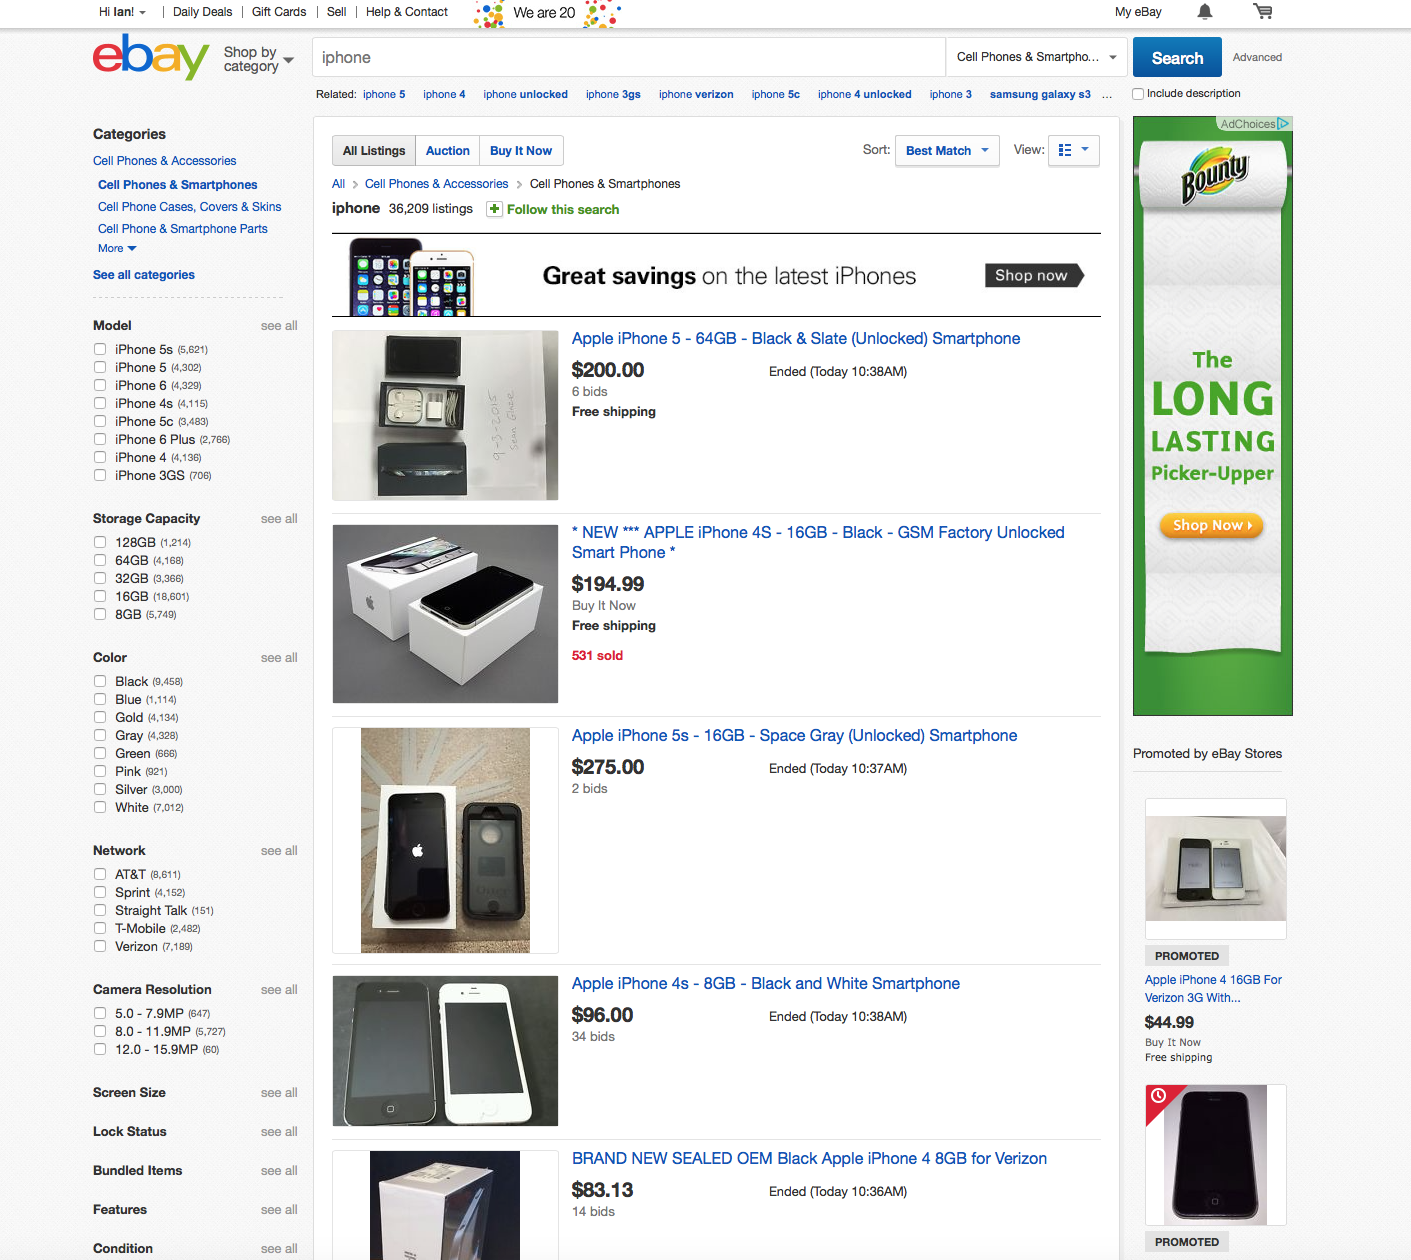 Hi Ian!
Daily Deals
Gift Cards
Sell
Help & Contact
We are 20
My eBay
ebay
Shop by
category
iphone
Cell Phones & Smartpho...
Search
Advanced
Related: iphone 5 iphone 4 iphone unlocked iphone 3gs iphone verizon iphone 5c iphone 4 unlocked iphone 3 samsung galaxy s3 ...
Include description
Categories
Cell Phones & Accessories
Cell Phones & Smartphones
Cell Phone Cases, Covers & Skins
Cell Phone & Smartphone Parts
More
See all categories
Model see all
iPhone 5s (5,621)
iPhone 5 (4,302)
iPhone 6 (4,329)
iPhone 4s (4,115)
iPhone 5c (3,483)
iPhone 6 Plus (2,766)
iPhone 4 (4,136)
iPhone 3GS (706)
Storage Capacity see all
128GB (1,214)
64GB (4,168)
32GB (3,366)
16GB (18,601)
8GB (5,749)
Color see all
Black (9,458)
Blue (1,114)
Gold (4,134)
Gray (4,328)
Green (666)
Pink (921)
Silver (3,000)
White (7,012)
Network see all
AT&T (8,611)
Sprint (4,152)
Straight Talk (151)
T-Mobile (2,482)
Verizon (7,189)
Camera Resolution see all
5.0 - 7.9MP (647)
8.0 - 11.9MP (5,727)
12.0 - 15.9MP (60)
Screen Size see all
Lock Status see all
Bundled Items see all
Features see all
Condition see all
All Listings
Auction
Buy It Now
Sort: Best Match
View:
All > Cell Phones & Accessories > Cell Phones & Smartphones
iphone 36,209 listings
Follow this search
Great savings on the latest iPhones
Shop now
9-3-2015
Apple iPhone 5 - 64GB - Black & Slate (Unlocked) Smartphone
$200.00 Ended (Today 10:38AM)
6 bids
Free shipping
* NEW *** APPLE iPhone 4S - 16GB - Black - GSM Factory Unlocked
Smart Phone *
$194.99
Buy It Now
Free shipping
531 sold
Apple iPhone 5s - 16GB - Space Gray (Unlocked) Smartphone
$275.00 Ended (Today 10:37AM)
2 bids
Apple iPhone 4s - 8GB - Black and White Smartphone
$96.00 Ended (Today 10:38AM)
34 bids
BRAND NEW SEALED OEM Black Apple iPhone 4 8GB for Verizon
$83.13 Ended (Today 10:36AM)
14 bids
AdChoices
Bounty
The
LONG
LASTING
Picker-Upper
Shop Now
Promoted by eBay Stores
PROMOTED
Apple iPhone 4 16GB For
Verizon 3G With...
$44.99
Buy It Now
Free shipping
PROMOTED